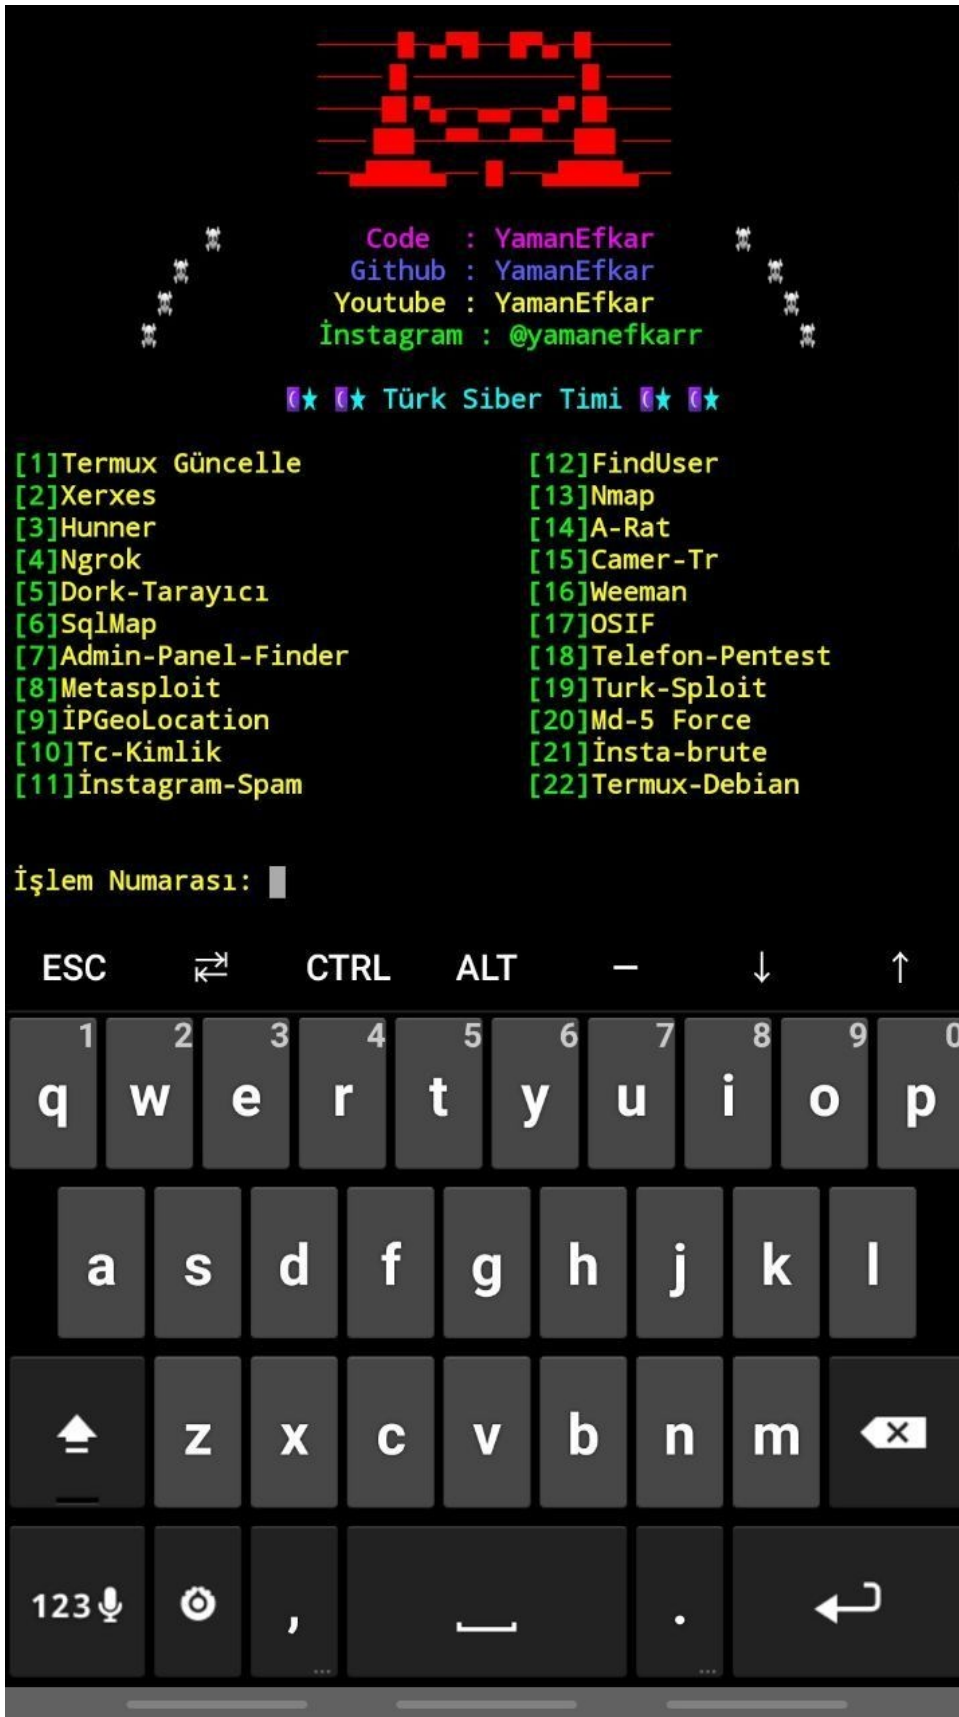 Code : YamanEfkar
Github : YamanEfkar
Youtube : YamanEfkar
İnstagram : @yamanefkarr
Türk Siber Timi
[1]Termux Güncelle
[2]Xerxes
[3]Hunner
[4]Ngrok
[5]Dork-Tarayıcı
[6]SqlMap
[7]Admin-Panel-Finder
[8]Metasploit
[9]İPGeoLocation
[10]Tc-Kimlik
[11]İnstagram-Spam
[12]FindUser
[13]Nmap
[14]A-Rat
[15]Camer-Tr
[16]Weeman
[17]OSIF
[18]Telefon-Pentest
[19]Turk-Sploit
[20]Md-5 Force
[21]İnsta-brute
[22]Termux-Debian
İşlem Numarası:
ESC CTRL ALT — ↓ ↑
1 2 3 4 5 6 7 8 9 0
q w e r t y u i o p
a s d f g h j k l
z x c v b n m
123 , .